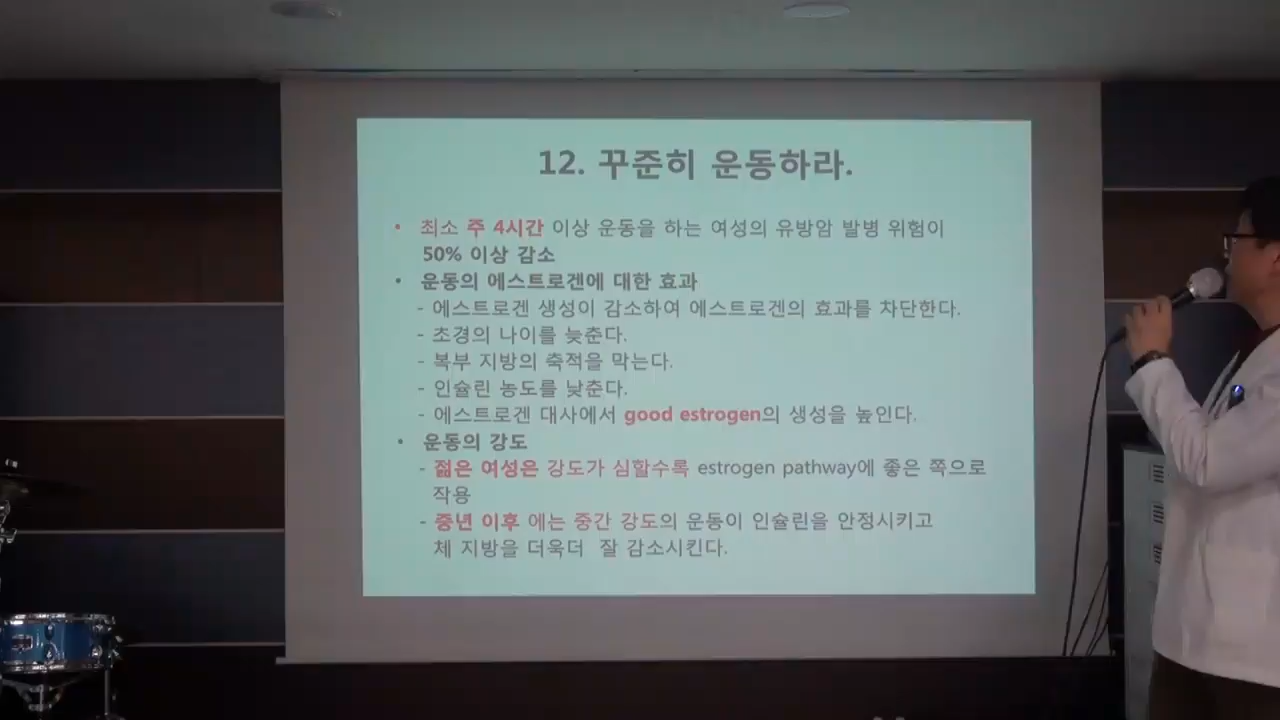 12. 꾸준히 운동하라.
• 최소 주 4시간 이상 운동을 하는 여성의 유방암 발병 위험이
50% 이상 감소
• 운동의 에스트로겐에 대한 효과
- 에스트로겐 생성이 감소하여 에스트로겐의 효과를 차단한다.
- 초경의 나이를 늦춘다.
- 복부 지방의 축적을 막는다.
- 인슐린 농도를 낮춘다.
- 에스트로겐 대사에서 good estrogen의 생성을 높인다.
• 운동의 강도
- 젊은 여성은 강도가 심할수록 estrogen pathway에 좋은 쪽으로
작용
- 중년 이후 에는 중간 강도의 운동이 인슐린을 안정시키고
체 지방을 더욱더 잘 감소시킨다.